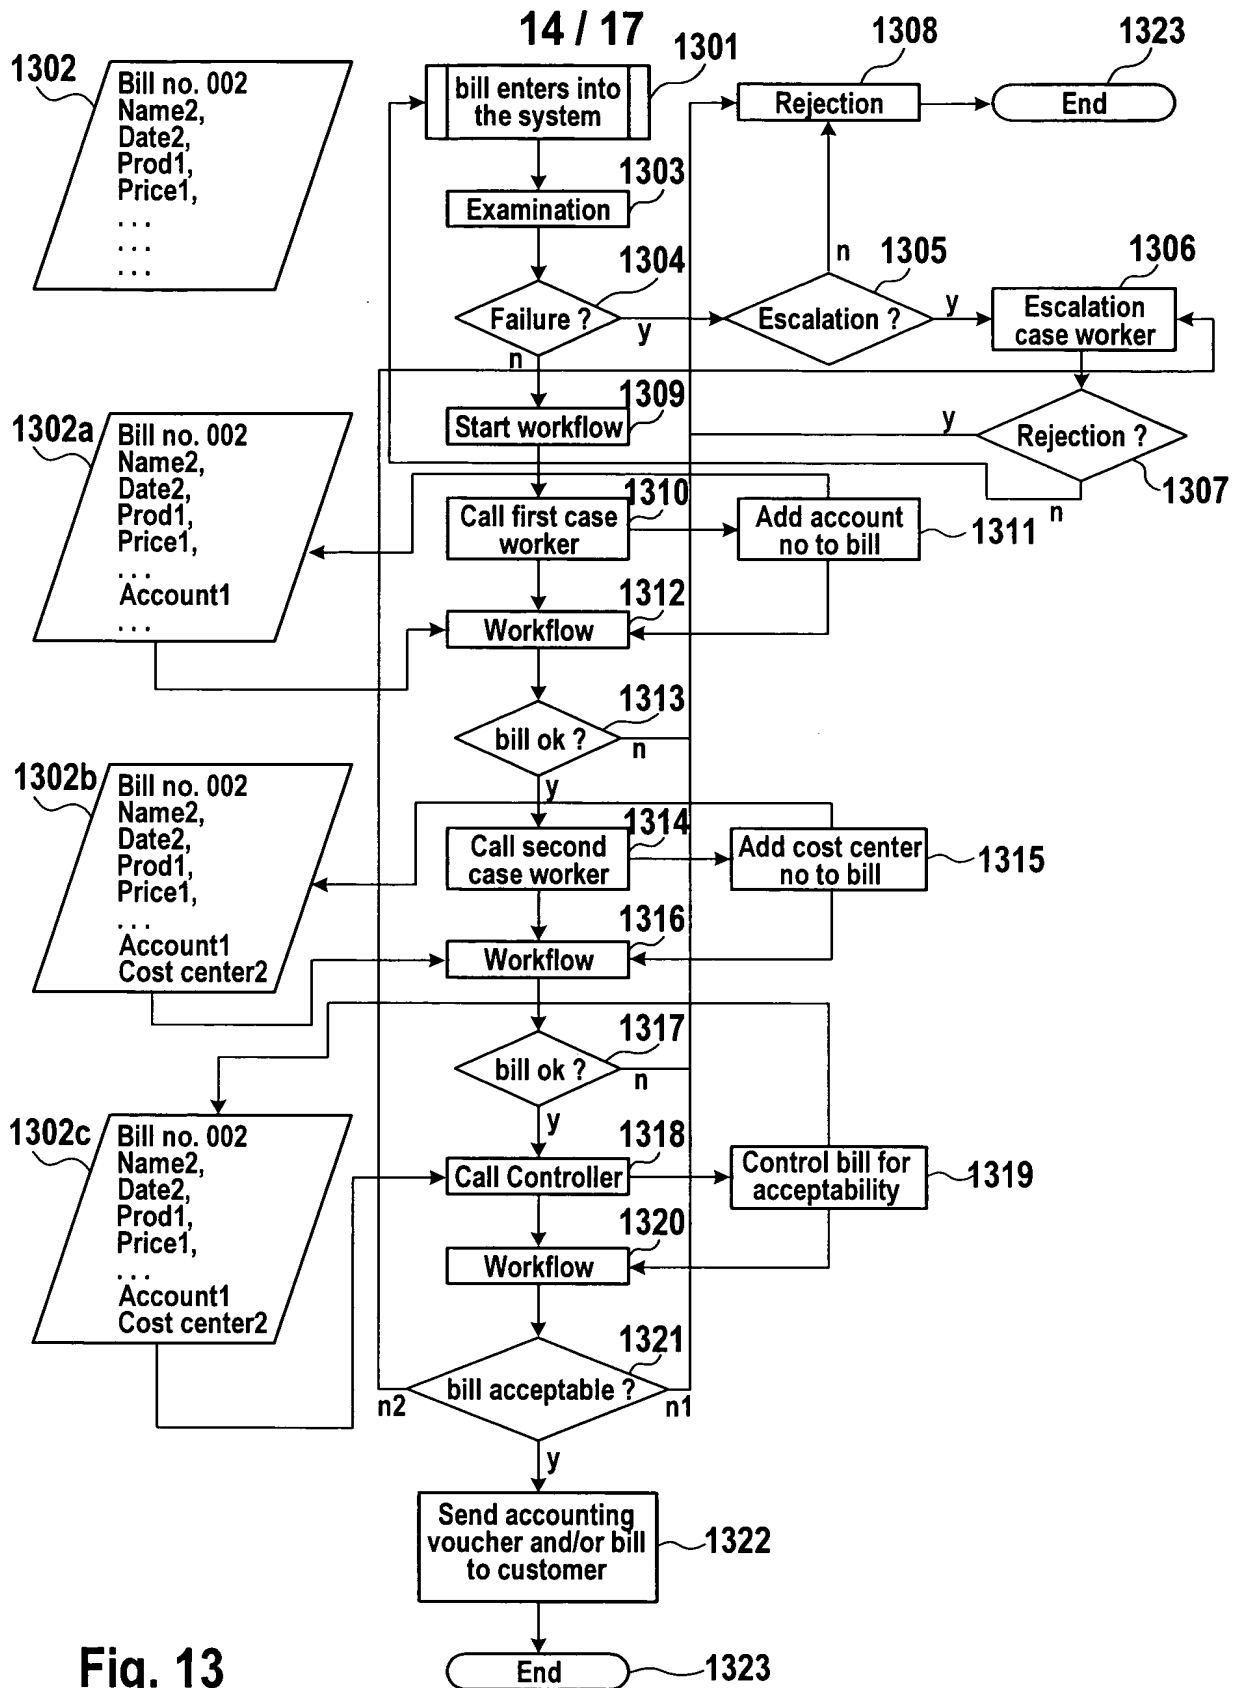 14 / 17
1302
Bill no. 002
Name2,
Date2,
Prod1,
Price1,
. . .
. . .
. . .
bill enters into
the system
1301
Rejection
1308
End
1323
Examination
1303
Failure ?
1304
y
n
Escalation ?
1305
n
y
Escalation
case worker
1306
Rejection ?
1307
y
n
Start workflow
1309
1302a
Bill no. 002
Name2,
Date2,
Prod1,
Price1,
. . .
Account1
. . .
Call first case
worker
1310
Add account
no to bill
1311
Workflow
1312
bill ok ?
1313
n
y
1302b
Bill no. 002
Name2,
Date2,
Prod1,
Price1,
. . .
Account1
Cost center2
Call second
case worker
1314
Add cost center
no to bill
1315
Workflow
1316
bill ok ?
1317
n
y
1302c
Bill no. 002
Name2,
Date2,
Prod1,
Price1,
. . .
Account1
Cost center2
Call Controller
1318
Control bill for
acceptability
1319
Workflow
1320
bill acceptable ?
1321
n2
n1
y
Send accounting
voucher and/or bill
to customer
1322
End
1323
Fig. 13